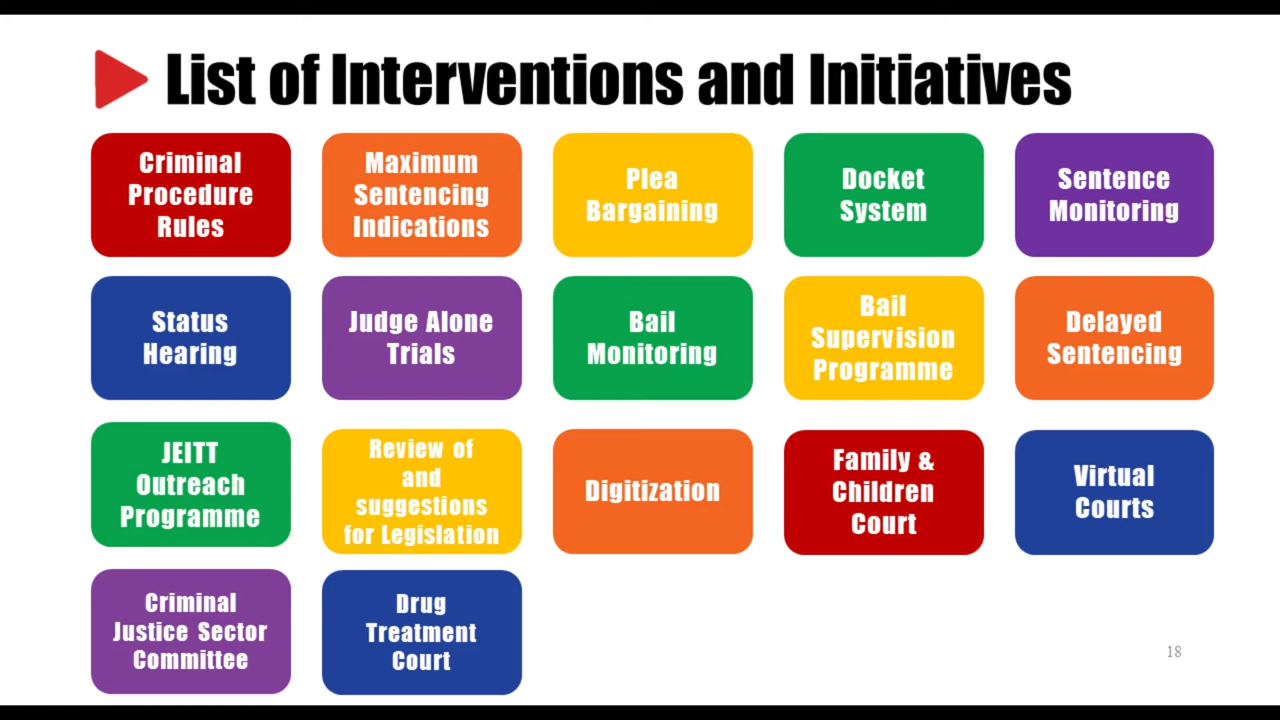 List of Interventions and Initiatives
Criminal
Procedure
Rules
Maximum
Sentencing
Indications
Plea
Bargaining
Docket
System
Sentence
Monitoring
Status
Hearing
Judge Alone
Trials
Bail
Monitoring
Bail
Supervision
Programme
Delayed
Sentencing
JEITT
Outreach
Programme
Review of
and
suggestions
for Legislation
Digitization
Family &
Children
Court
Virtual
Courts
Criminal
Justice Sector
Committee
Drug
Treatment
Court
18